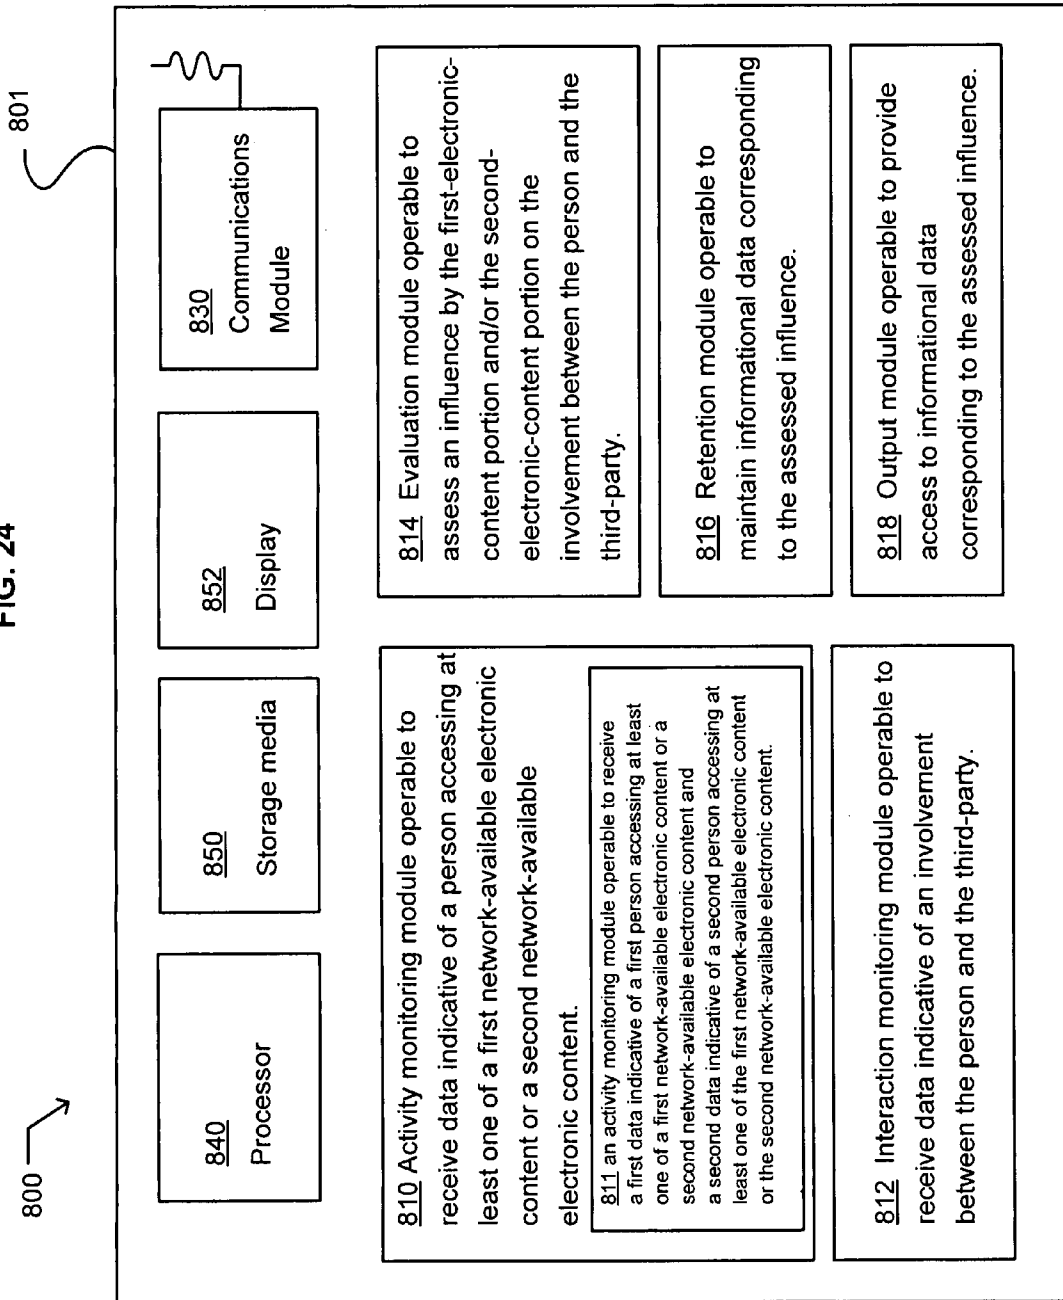 FIG. 24
800
801
840
Processor
850
Storage media
852
Display
830
Communications
Module
810 Activity monitoring module operable to
receive data indicative of a person accessing at
least one of a first network-available electronic
content or a second network-available
electronic content.
811 an activity monitoring module operable to receive
a first data indicative of a first person accessing at least
one of a first network-available electronic content or a
second network-available electronic content and
a second data indicative of a second person accessing at
least one of the first network-available electronic content
or the second network-available electronic content.
812 Interaction monitoring module operable to
receive data indicative of an involvement
between the person and the third-party.
814 Evaluation module operable to
assess an influence by the first-electronic-
content portion and/or the second-
electronic-content portion on the
involvement between the person and the
third-party.
816 Retention module operable to
maintain informational data corresponding
to the assessed influence.
818 Output module operable to provide
access to informational data
corresponding to the assessed influence.